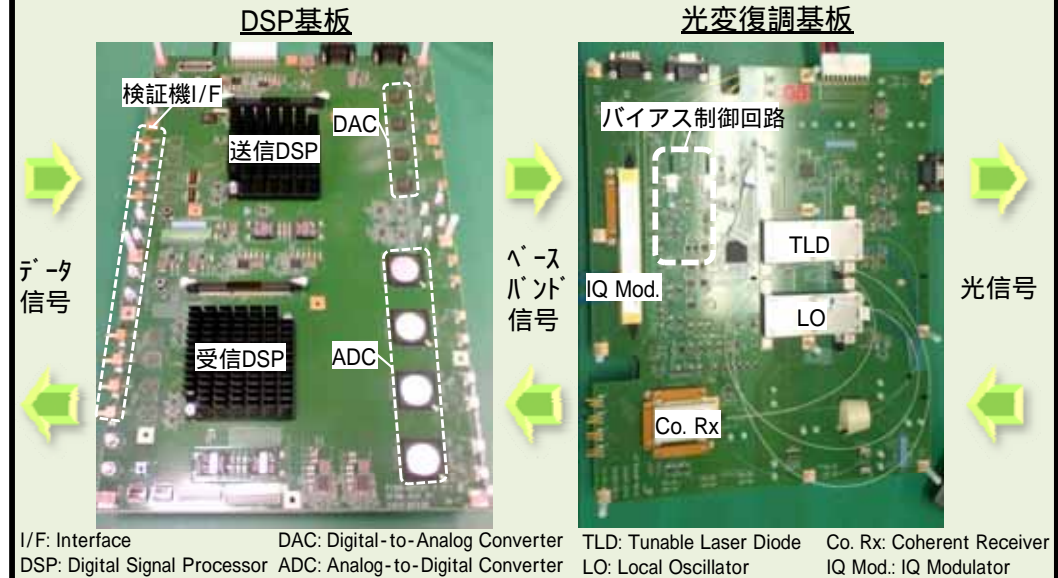 DSP基板
光変復調基板
検証機I/F
送信DSP
DAC
バイアス制御回路
TLD
IQ Mod.
LO
データ
信号
ベース
バンド
信号
光信号
受信DSP
ADC
Co. Rx
I/F: Interface
DAC: Digital-to-Analog Converter
DSP: Digital Signal Processor
ADC: Analog-to-Digital Converter
TLD: Tunable Laser Diode
Co. Rx: Coherent Receiver
LO: Local Oscillator
IQ Mod.: IQ Modulator